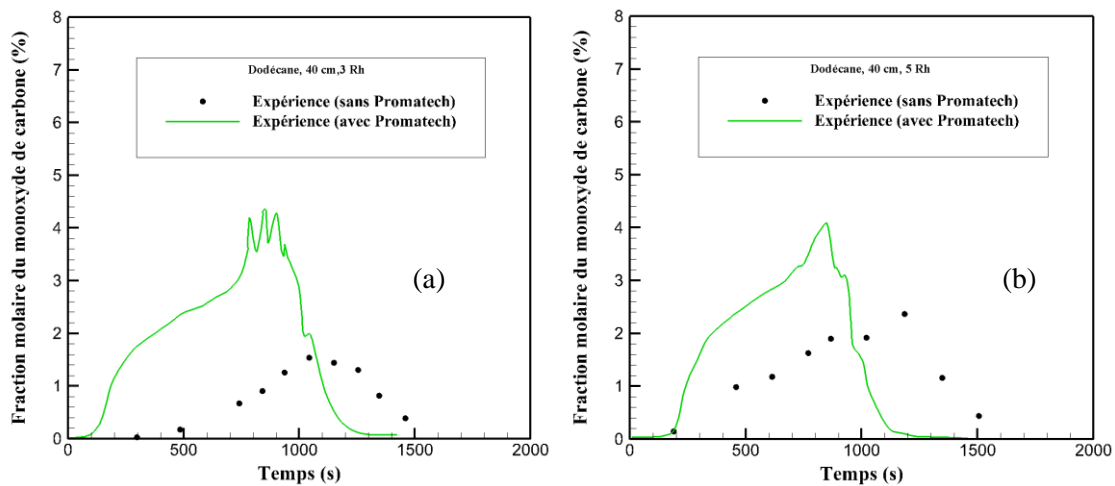 Fraction molaire du monoxyde de carbone (%)
8
7
6
5
4
3
2
1
0
Dodécane, 40 cm,3 Rh
Expérience (sans Promatech)
Expérience (avec Promatech)
(a)
0
500
1000
1500
2000
Temps (s)
Fraction molaire du monoxyde de carbone (%)
8
7
6
5
4
3
2
1
0
Dodécane, 40 cm, 5 Rh
Expérience (sans Promatech)
Expérience (avec Promatech)
(b)
0
500
1000
1500
2000
Temps (s)